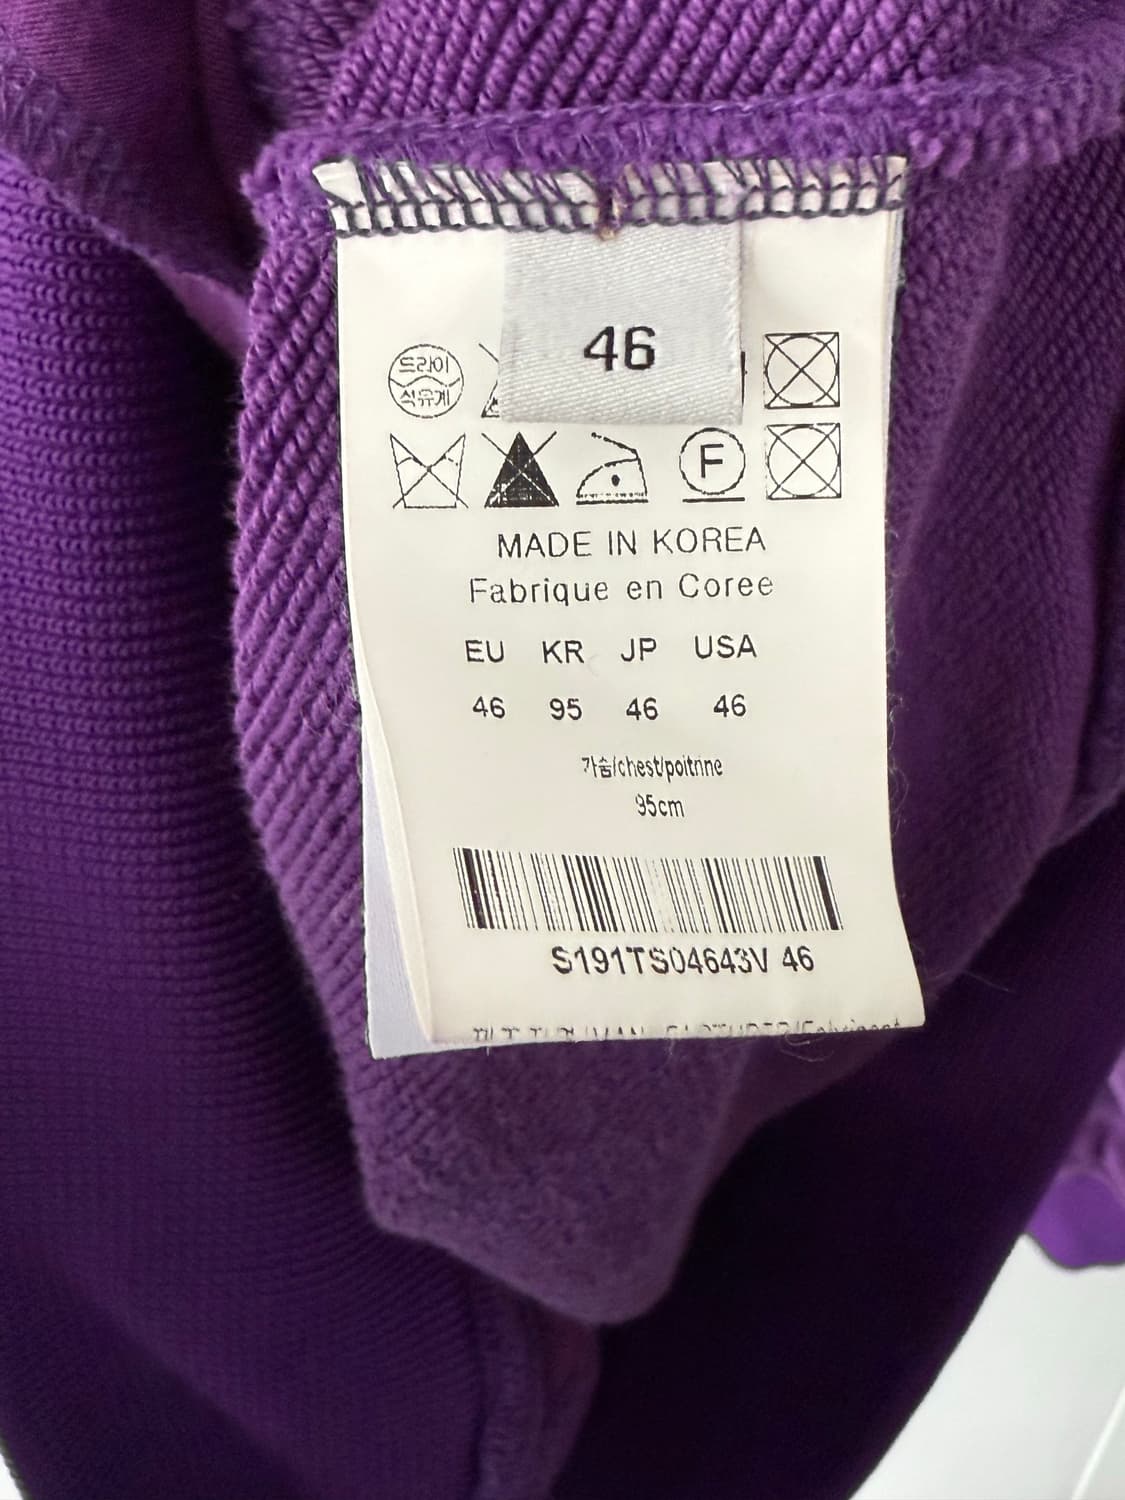 46
드라이
석유계
F
MADE IN KOREA
Fabrique en Coree
EU KR JP USA
46 95 46 46
가슴/chest/poitrine
95cm
S191TS04643V 46